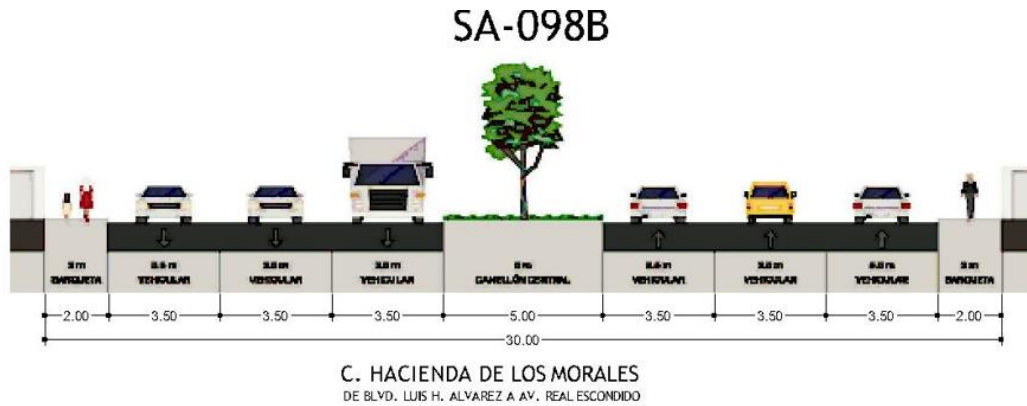 SA-098B
BANQUETA VEHICULAR VEHICULAR VEHICULAR CAMELLÓN CENTRAL VEHICULAR VEHICULAR VEHICULAR BANQUETA
2.00 3.50 3.50 3.50 5.00 3.50 3.50 3.50 2.00
30.00
C. HACIENDA DE LOS MORALES
DE BLVD. LUIS H. ALVAREZ A AV. REAL ESCONDIDO